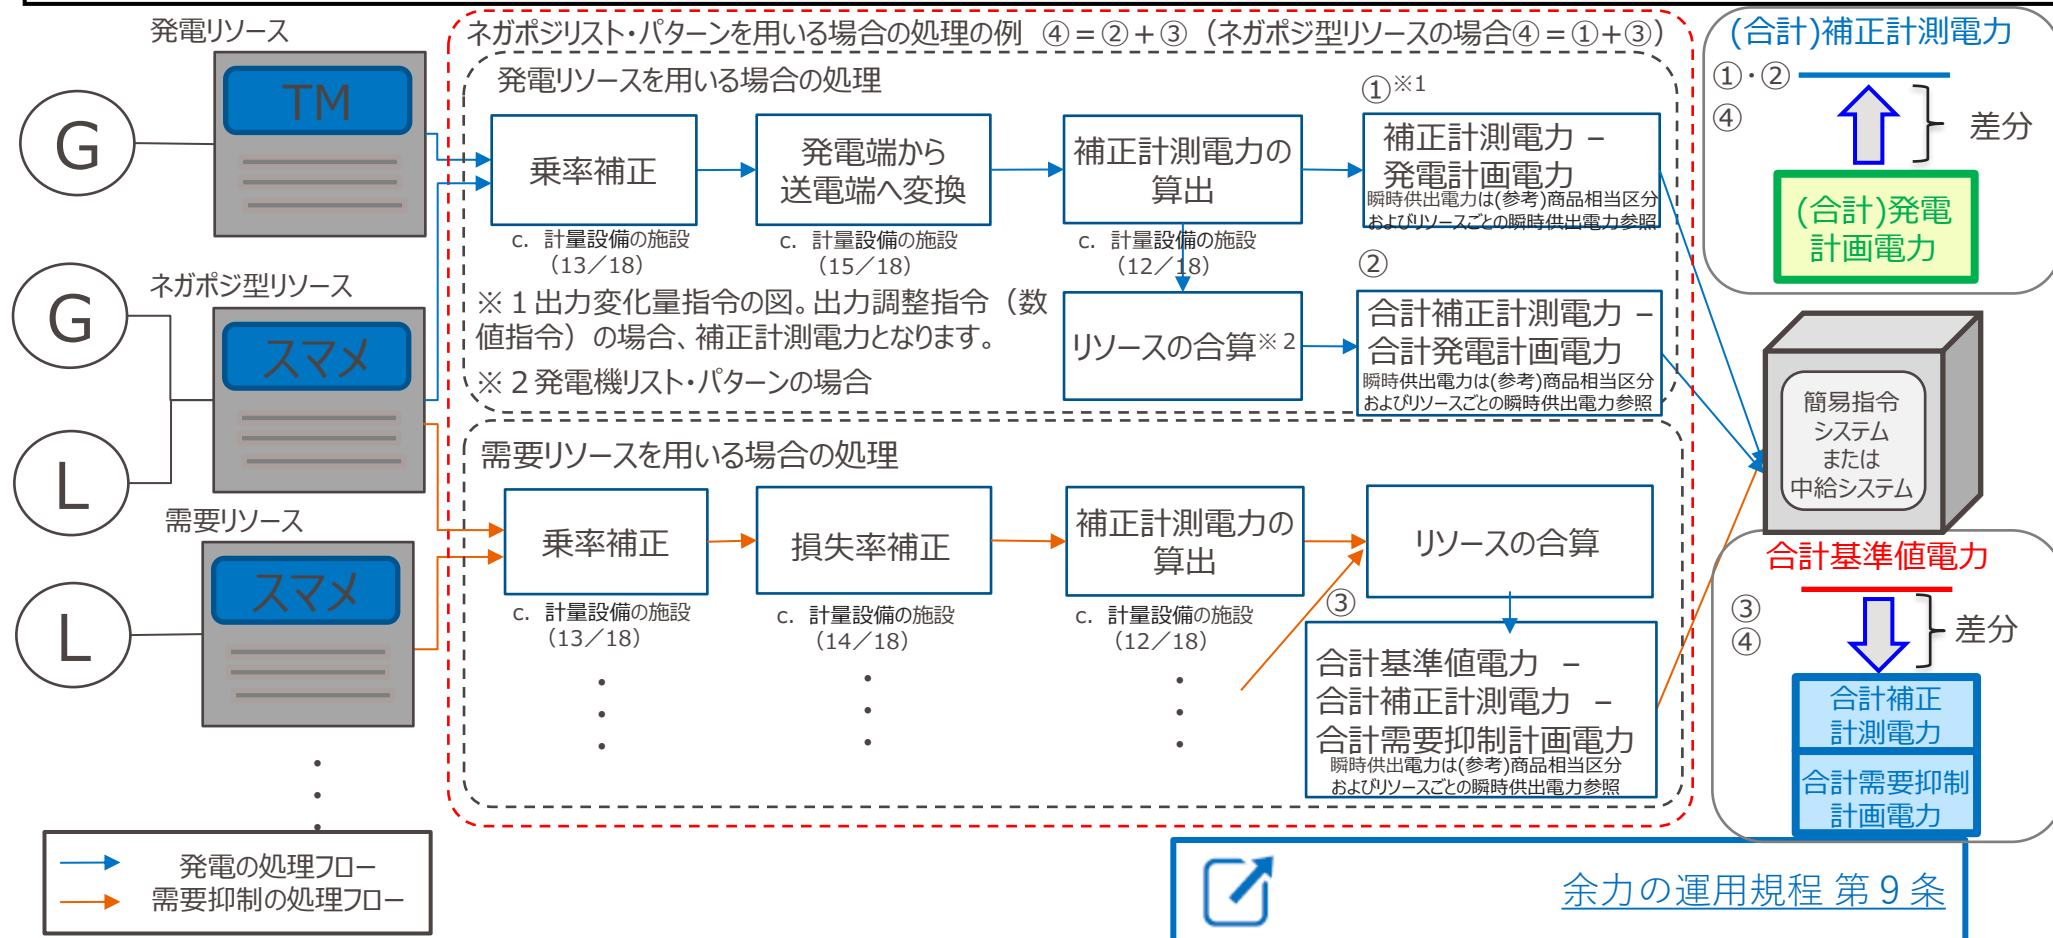 発電リソース
TM
G
ネガポジ型リソース
G
スマメ
L
需要リソース
スマメ
L
・
・
・
発電の処理フロー
需要抑制の処理フロー
ネガポジリスト・パターンを用いる場合の処理の例 ④=②+③(ネガポジ型リソースの場合④=①+③)
発電リソースを用いる場合の処理
乗率補正
c. 計量設備の施設
(13/18)
発電端から
送電端へ変換
c. 計量設備の施設
(15/18)
補正計測電力の
算出
c. 計量設備の施設
(12/18)
①※1
補正計測電力 –
発電計画電力
瞬時供出電力は(参考)商品相当区分
およびリソースごとの瞬時供出電力参照
※1出力変化量指令の図。出力調整指令(数
値指令)の場合、補正計測電力となります。
※2発電機リスト・パターンの場合
リソースの合算※2
②
合計補正計測電力 –
合計発電計画電力
瞬時供出電力は(参考)商品相当区分
およびリソースごとの瞬時供出電力参照
需要リソースを用いる場合の処理
乗率補正
c. 計量設備の施設
(13/18)
・
・
・
損失率補正
c. 計量設備の施設
(14/18)
・
・
・
補正計測電力の
算出
c. 計量設備の施設
(12/18)
・
・
・
リソースの合算
③
合計基準値電力 –
合計補正計測電力 –
合計需要抑制計画電力
瞬時供出電力は(参考)商品相当区分
およびリソースごとの瞬時供出電力参照
(合計)補正計測電力
①・②
④
差分
(合計)発電
計画電力
簡易指令
システム
または
中給システム
合計基準値電力
③
④
差分
合計補正
計測電力
合計需要抑制
計画電力
余力の運用規程 第9条